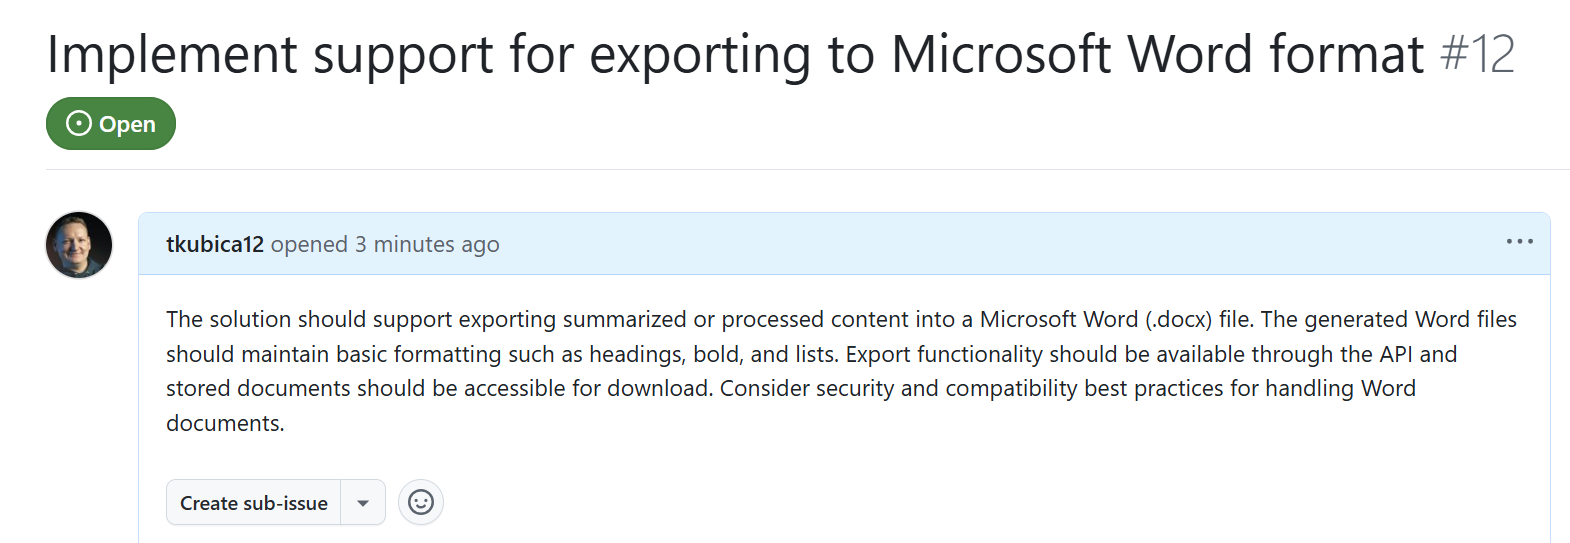 Implement support for exporting to Microsoft Word format #12
Open
tkubica12 opened 3 minutes ago
The solution should support exporting summarized or processed content into a Microsoft Word (.docx) file. The generated Word files
should maintain basic formatting such as headings, bold, and lists. Export functionality should be available through the API and
stored documents should be accessible for download. Consider security and compatibility best practices for handling Word
documents.
Create sub-issue